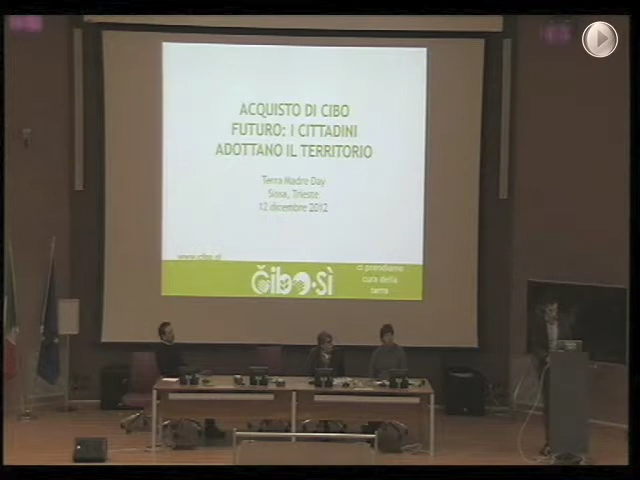 ACQUISTO DI CIBO
FUTURO: I CITTADINI
ADOTTANO IL TERRITORIO
Terra Madre Day
Sissa, Trieste
12 dicembre 2012
www.cibo.si
čibo.sì
ci prendiamo
cura della
terra